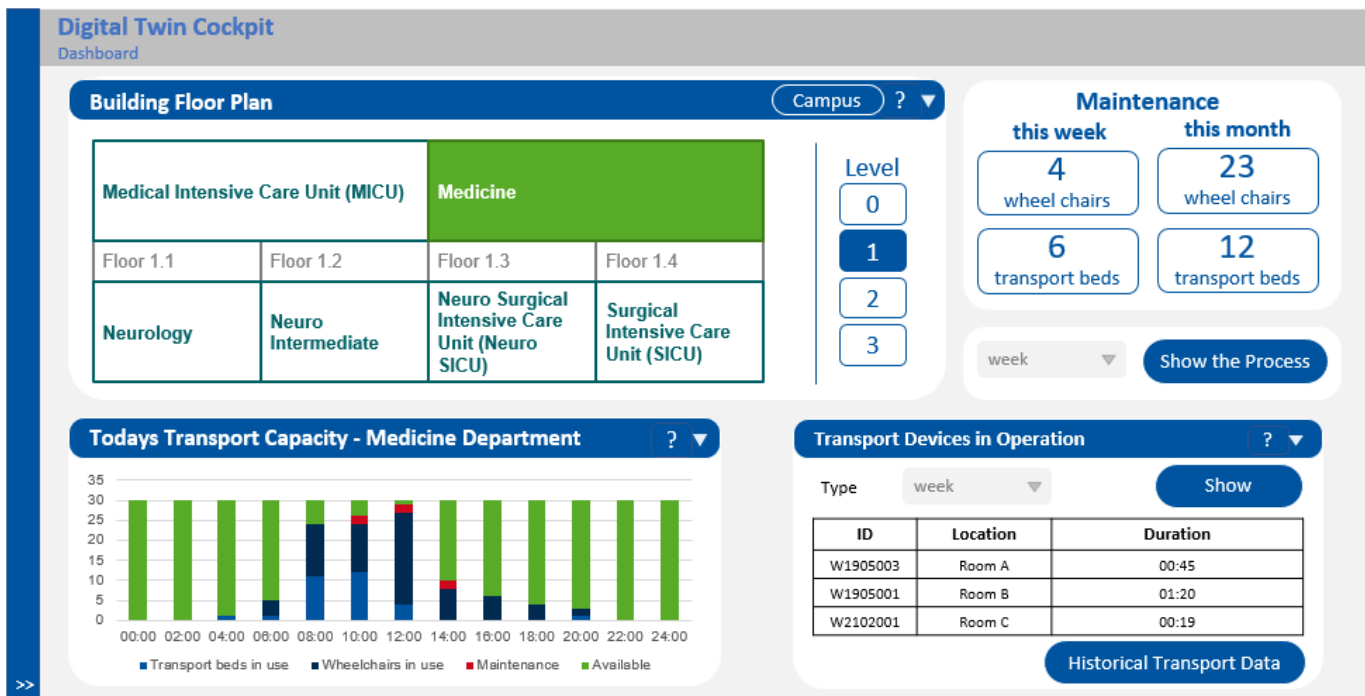 Digital Twin Cockpit
Dashboard
Building Floor Plan
Campus
?
Medical Intensive Care Unit (MICU)
Medicine
Floor 1.1
Floor 1.2
Floor 1.3
Floor 1.4
Neurology
Neuro
Intermediate
Neuro Surgical
Intensive Care
Unit (Neuro
SICU)
Surgical
Intensive Care
Unit (SICU)
Level
0
1
2
3
Maintenance
this week
this month
4
wheel chairs
23
wheel chairs
6
transport beds
12
transport beds
week
Show the Process
Todays Transport Capacity - Medicine Department
?
35
30
25
20
15
10
5
0
00:00 02:00 04:00 06:00 08:00 10:00 12:00 14:00 16:00 18:00 20:00 22:00 24:00
Transport beds in use
Wheelchairs in use
Maintenance
Available
Transport Devices in Operation
?
Type
week
Show
ID Location Duration
W1905003 Room A 00:45
W1905001 Room B 01:20
W2102001 Room C 00:19
Historical Transport Data
>>